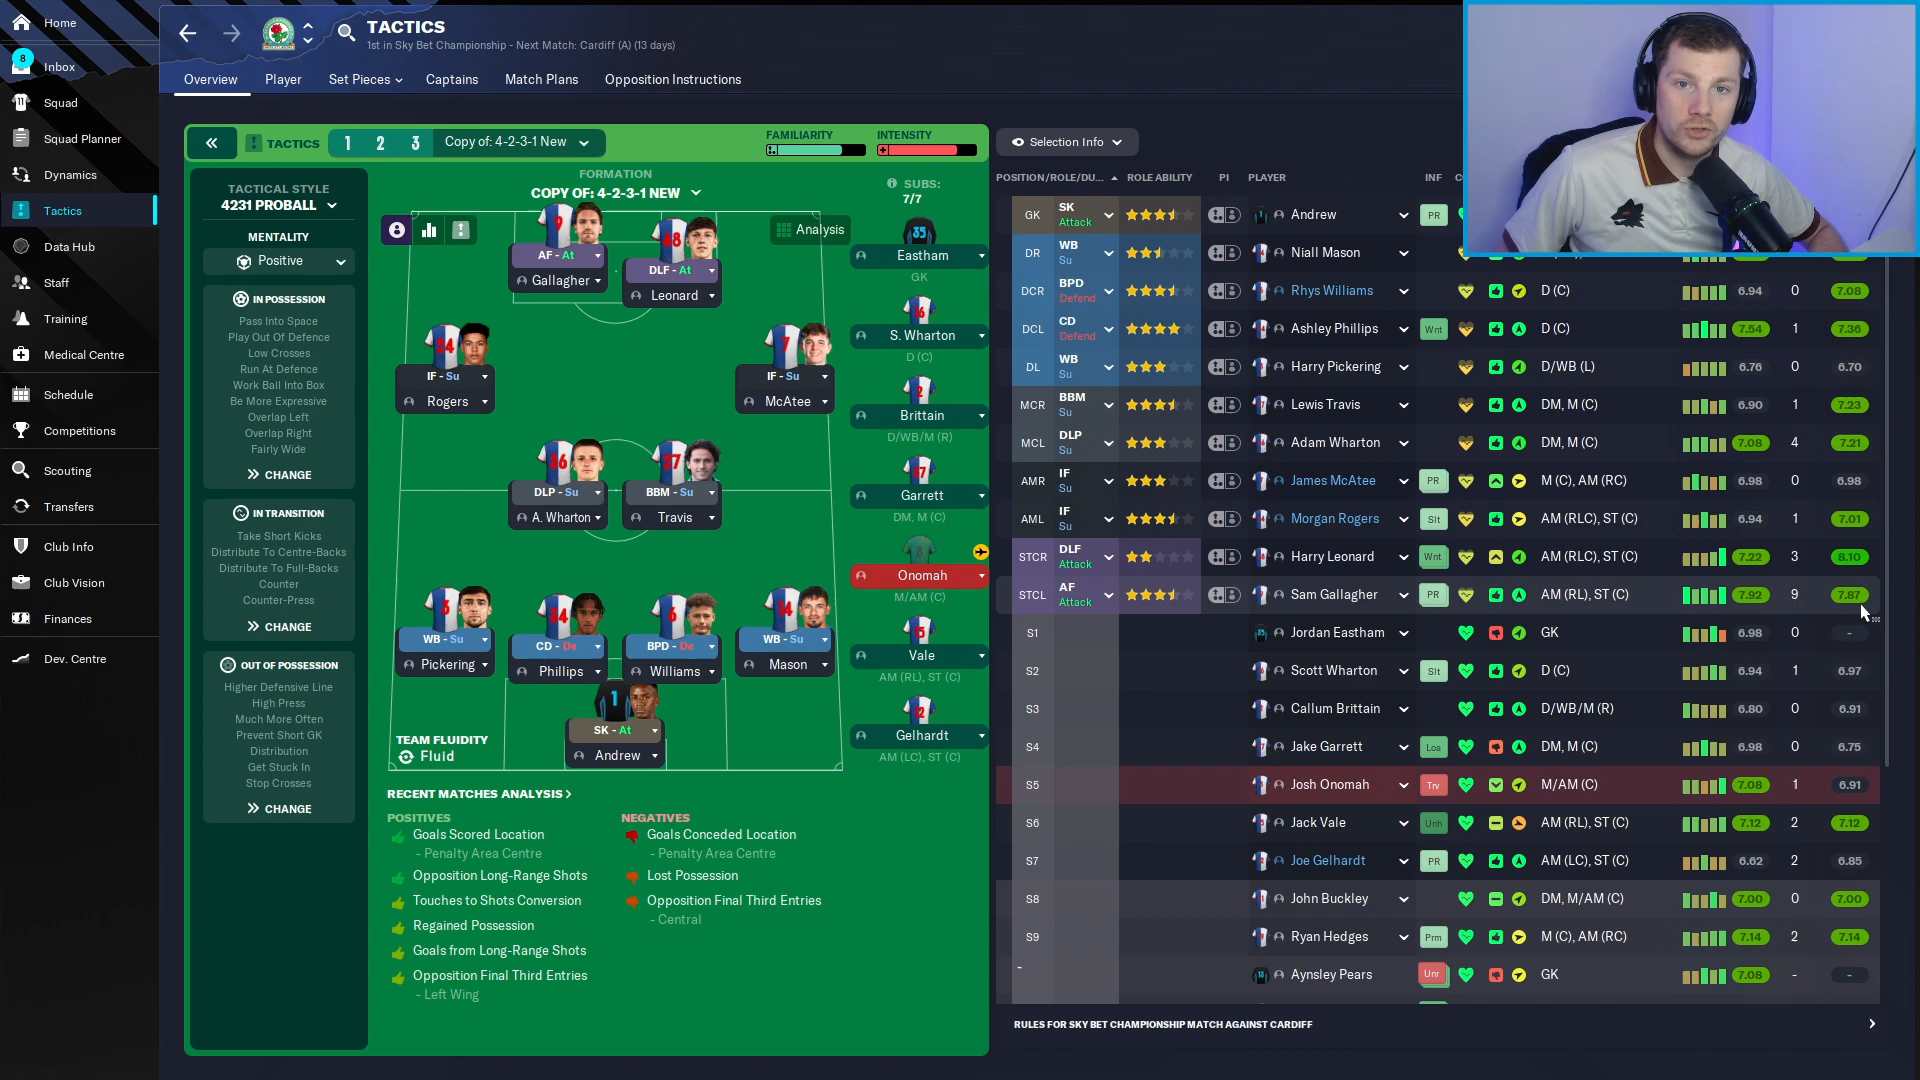 Home
8
Inbox
Squad
Squad Planner
Dynamics
Tactics
Data Hub
Staff
Training
Medical Centre
Schedule
Competitions
Scouting
Transfers
Club Info
Club Vision
Finances
Dev. Centre
TACTICS
1st in Sky Bet Championship - Next Match: Cardiff (A) (13 days)
Overview Player Set Pieces Captains Match Plans Opposition Instructions
TACTICS 1 2 3 Copy of: 4-2-3-1 New
FAMILIARITY INTENSITY
TACTICAL STYLE
4231 PROBALL
MENTALITY
Positive
IN POSSESSION
Pass Into Space
Play Out Of Defence
Low Crosses
Run At Defence
Work Ball Into Box
Be More Expressive
Overlap Left
Overlap Right
Fairly Wide
CHANGE
IN TRANSITION
Take Short Kicks
Distribute To Centre-Backs
Distribute To Full-Backs
Counter
Counter-Press
CHANGE
OUT OF POSSESSION
Higher Defensive Line
High Press
Much More Often
Prevent Short GK
Distribution
Get Stuck In
Stop Crosses
CHANGE
FORMATION
COPY OF: 4-2-3-1 NEW
Analysis
9
AF - At
Gallagher
48
DLF - At
Leonard
24
IF - Su
Rogers
7
IF - Su
McAtee
36
DLP - Su
A. Wharton
27
BBM - Su
Travis
3
WB - Su
Pickering
34
CD - De
Phillips
6
BPD - De
Williams
14
WB - Su
Mason
1
SK - At
Andrew
TEAM FLUIDITY
Fluid
SUBS:
7/7
35
Eastham
GK
16
S. Wharton
D (C)
2
Brittain
D/WB/M (R)
47
Garrett
DM, M (C)
Onomah
M/AM (C)
15
Vale
AM (RL), ST (C)
12
Gelhardt
AM (LC), ST (C)
RECENT MATCHES ANALYSIS >
POSITIVES
Goals Scored Location
- Penalty Area Centre
Opposition Long-Range Shots
Touches to Shots Conversion
Regained Possession
Goals from Long-Range Shots
Opposition Final Third Entries
- Left Wing
NEGATIVES
Goals Conceded Location
- Penalty Area Centre
Lost Possession
Opposition Final Third Entries
- Central
Selection Info
POSITION/ROLE/DU... ROLE ABILITY PI PLAYER INF
GK SK Attack Andrew PR
DR WB Su Niall Mason
DCR BPD Defend Rhys Williams D (C) 6.94 0 7.08
DCL CD Defend Ashley Phillips Wnt D (C) 7.54 1 7.36
DL WB Su Harry Pickering D/WB (L) 6.76 0 6.70
MCR BBM Su Lewis Travis DM, M (C) 6.90 1 7.23
MCL DLP Su Adam Wharton DM, M (C) 7.08 4 7.21
AMR IF Su James McAtee PR M (C), AM (RC) 6.98 0 6.98
AML IF Su Morgan Rogers Slt AM (RLC), ST (C) 6.94 1 7.01
STCR DLF Attack Harry Leonard Wnt AM (RLC), ST (C) 7.22 3 8.10
STCL AF Attack Sam Gallagher PR AM (RL), ST (C) 7.92 9 7.87
S1 Jordan Eastham GK 6.98 0 -
S2 Scott Wharton Slt D (C) 6.94 1 6.97
S3 Callum Brittain D/WB/M (R) 6.80 0 6.91
S4 Jake Garrett Loa DM, M (C) 6.98 0 6.75
S5 Josh Onomah Trv M/AM (C) 7.08 1 6.91
S6 Jack Vale Unh AM (RL), ST (C) 7.12 2 7.12
S7 Joe Gelhardt PR AM (LC), ST (C) 6.62 2 6.85
S8 John Buckley DM, M/AM (C) 7.00 0 7.00
S9 Ryan Hedges Prm M (C), AM (RC) 7.14 2 7.14
- Aynsley Pears Unr GK 7.08 - -
RULES FOR SKY BET CHAMPIONSHIP MATCH AGAINST CARDIFF